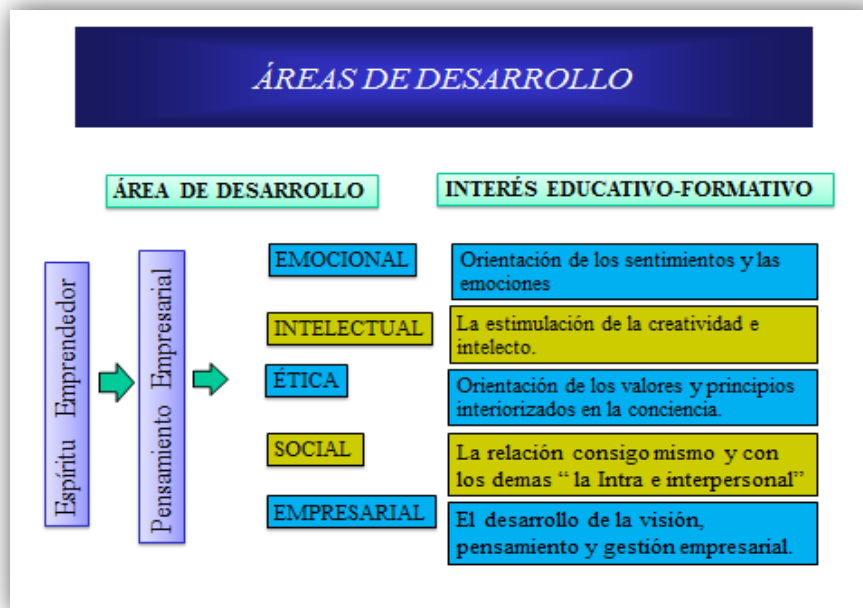 ÁREAS DE DESARROLLO
ÁREA DE DESARROLLO
INTERÉS EDUCATIVO-FORMATIVO
Espíritu Emprendedor
Pensamiento Empresarial
EMOCIONAL
Orientación de los sentimientos y las
emociones
INTELECTUAL
La estimulación de la creatividad e
intelecto.
ÉTICA
Orientación de los valores y principios
interiorizados en la conciencia.
SOCIAL
La relación consigo mismo y con
los demas “ la Intra e interpersonal”
EMPRESARIAL
El desarrollo de la visión,
pensamiento y gestión empresarial.